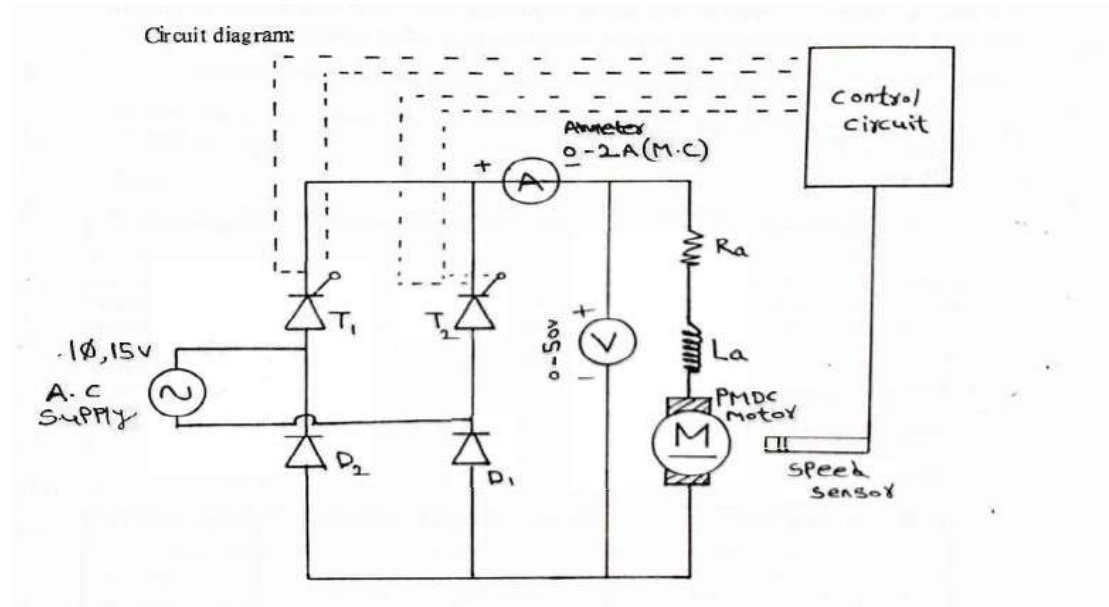 Circuit diagram:
Control
Circuit
Ammeter
0-2A (M.C)
+
-
A
Ra
T1
T2
.1Ø, 15V
A.C
Supply
0-50V
+
-
V
La
PMDC
Motor
M
D2
D1
Speed
Sensor